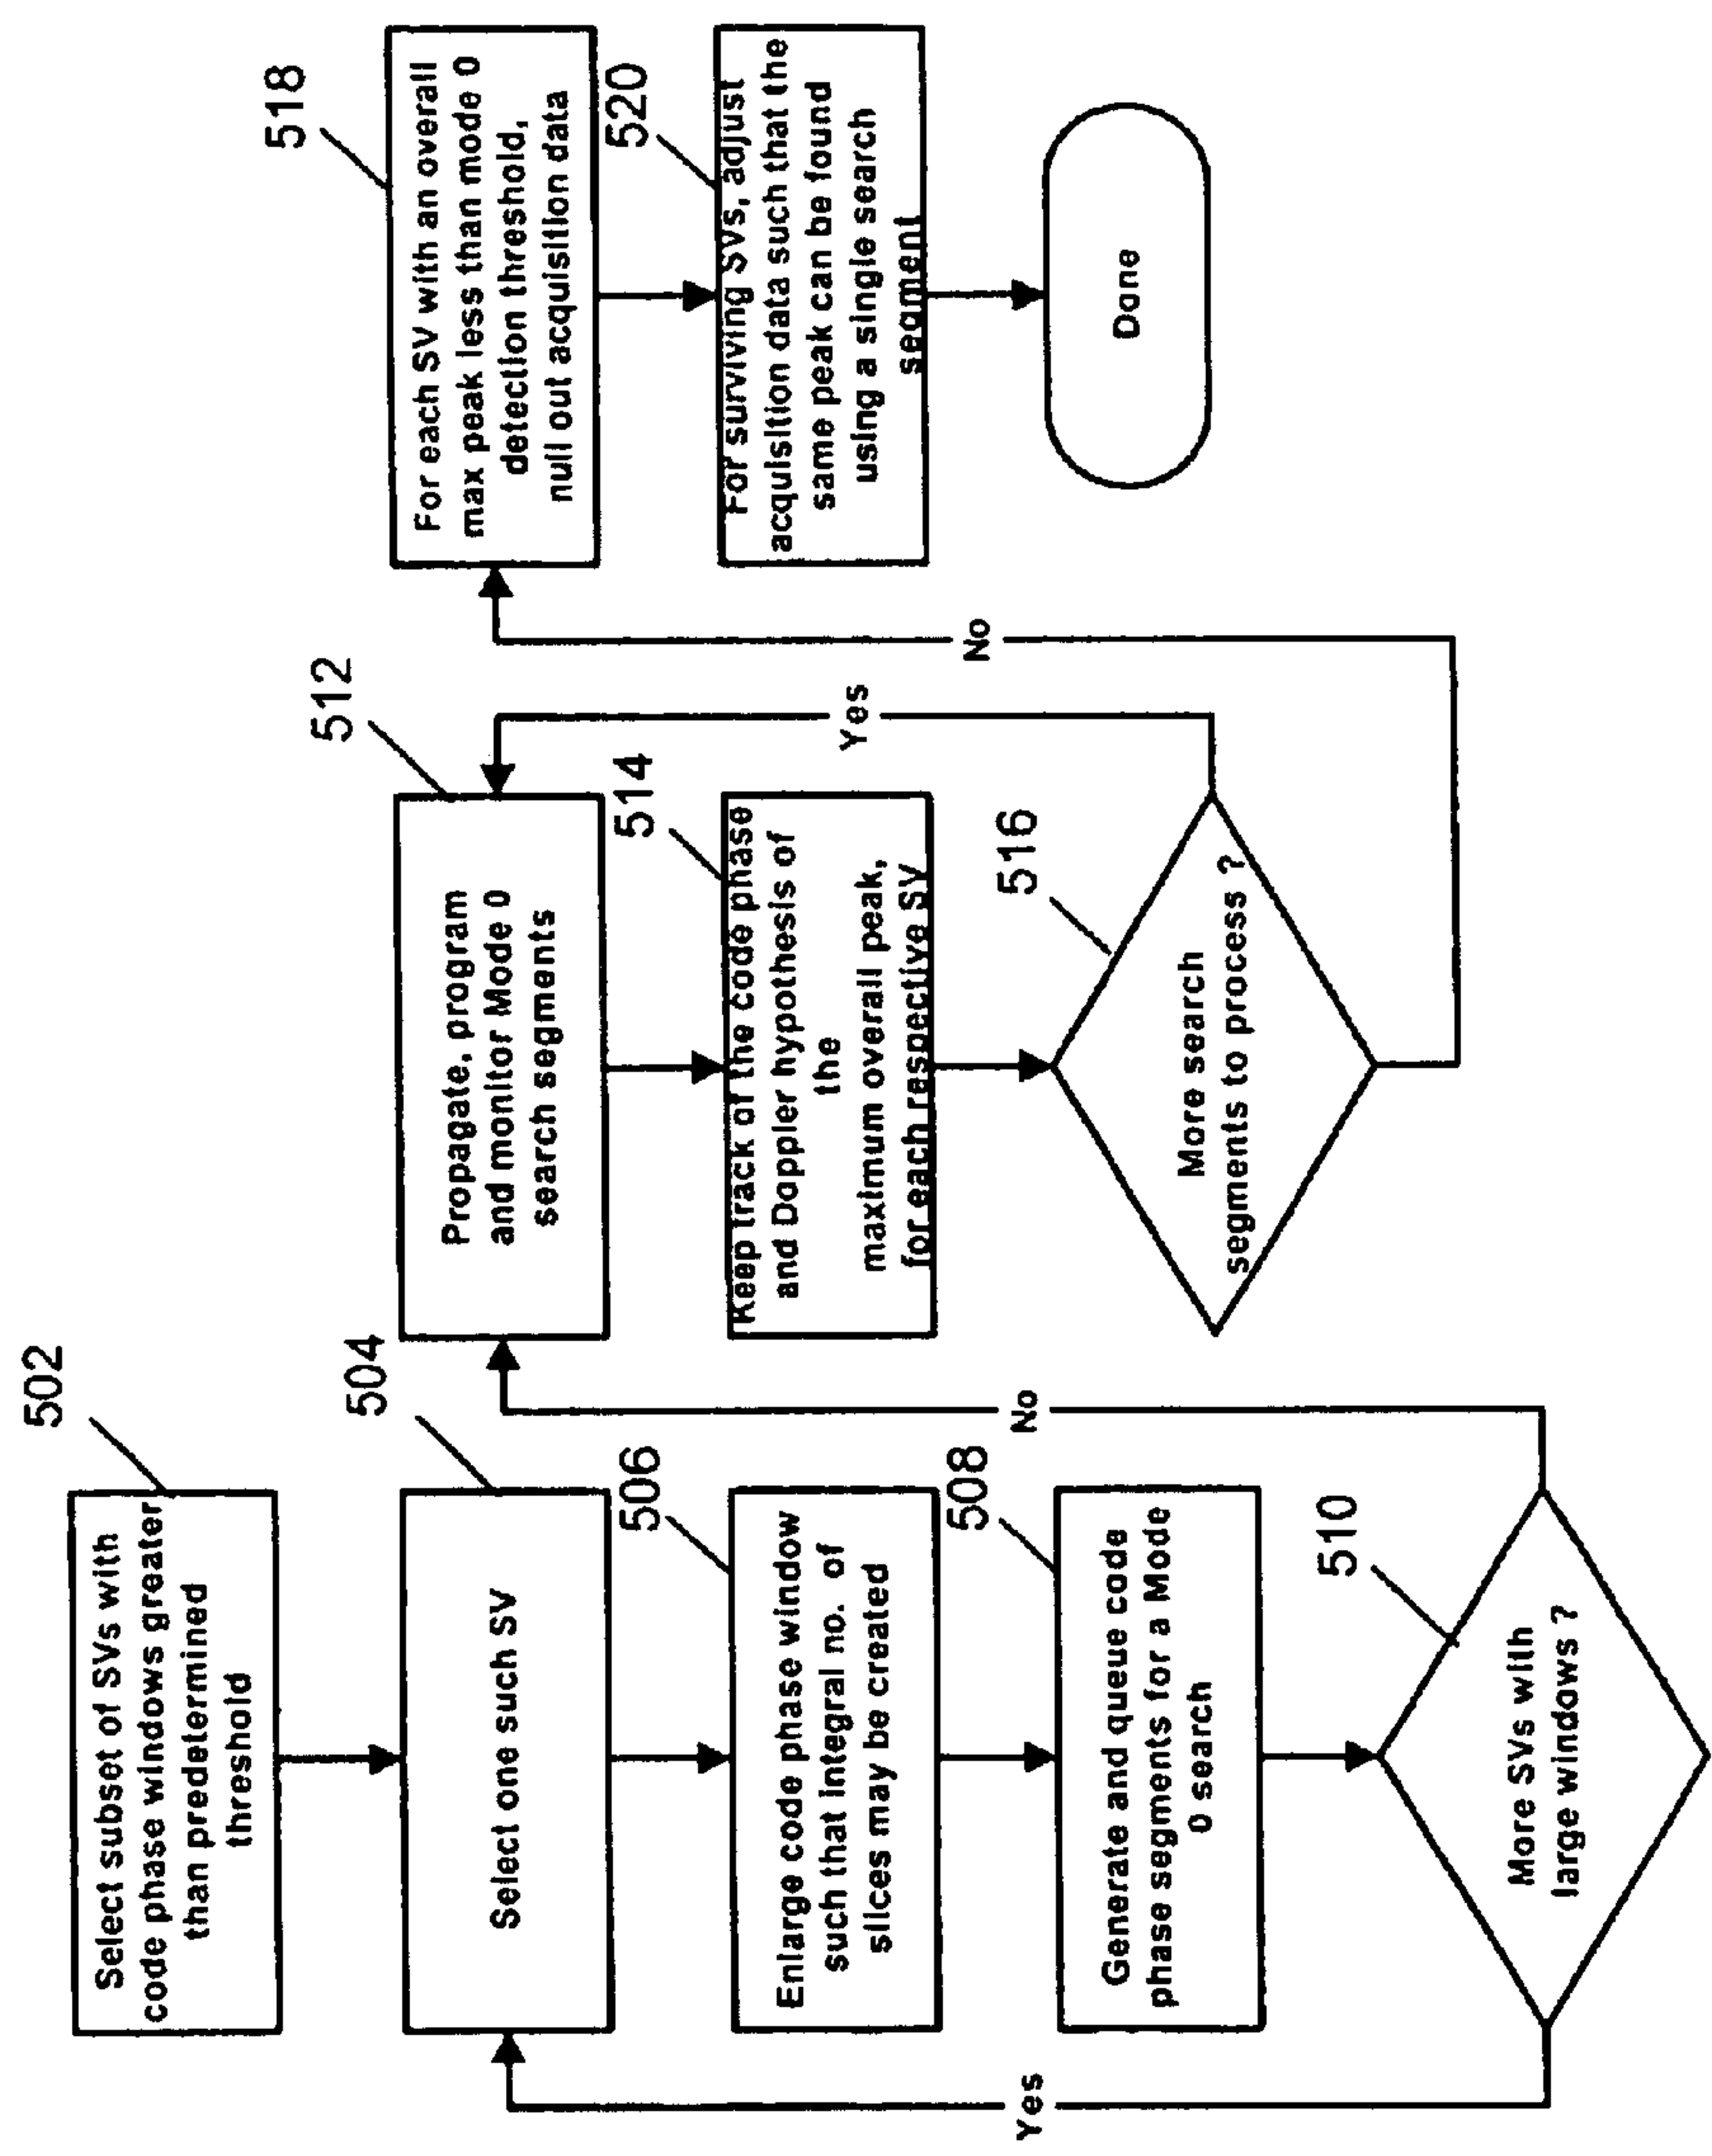 502
Select subset of SVs with
code phase windows greater
than predetermined
threshold
504
Select one such SV
506
Enlarge code phase window
such that integral no. of
slices may be created
508
Generate and queue code
phase segments for a Mode
0 search
510
More SVs with
large windows ?
Yes
No
512
Propagate, program
and monitor Mode 0
search segments
514
Keep track of the code phase
and Doppler hypothesis of
the
maximum overall peak,
for each respective SV
516
More search
segments to process ?
Yes
No
518
For each SV with an overall
max peak less than mode 0
detection threshold,
null out acquisition data
520
For surviving SVs, adjust
acquisition data such that the
same peak can be found
using a single search
segment
Done